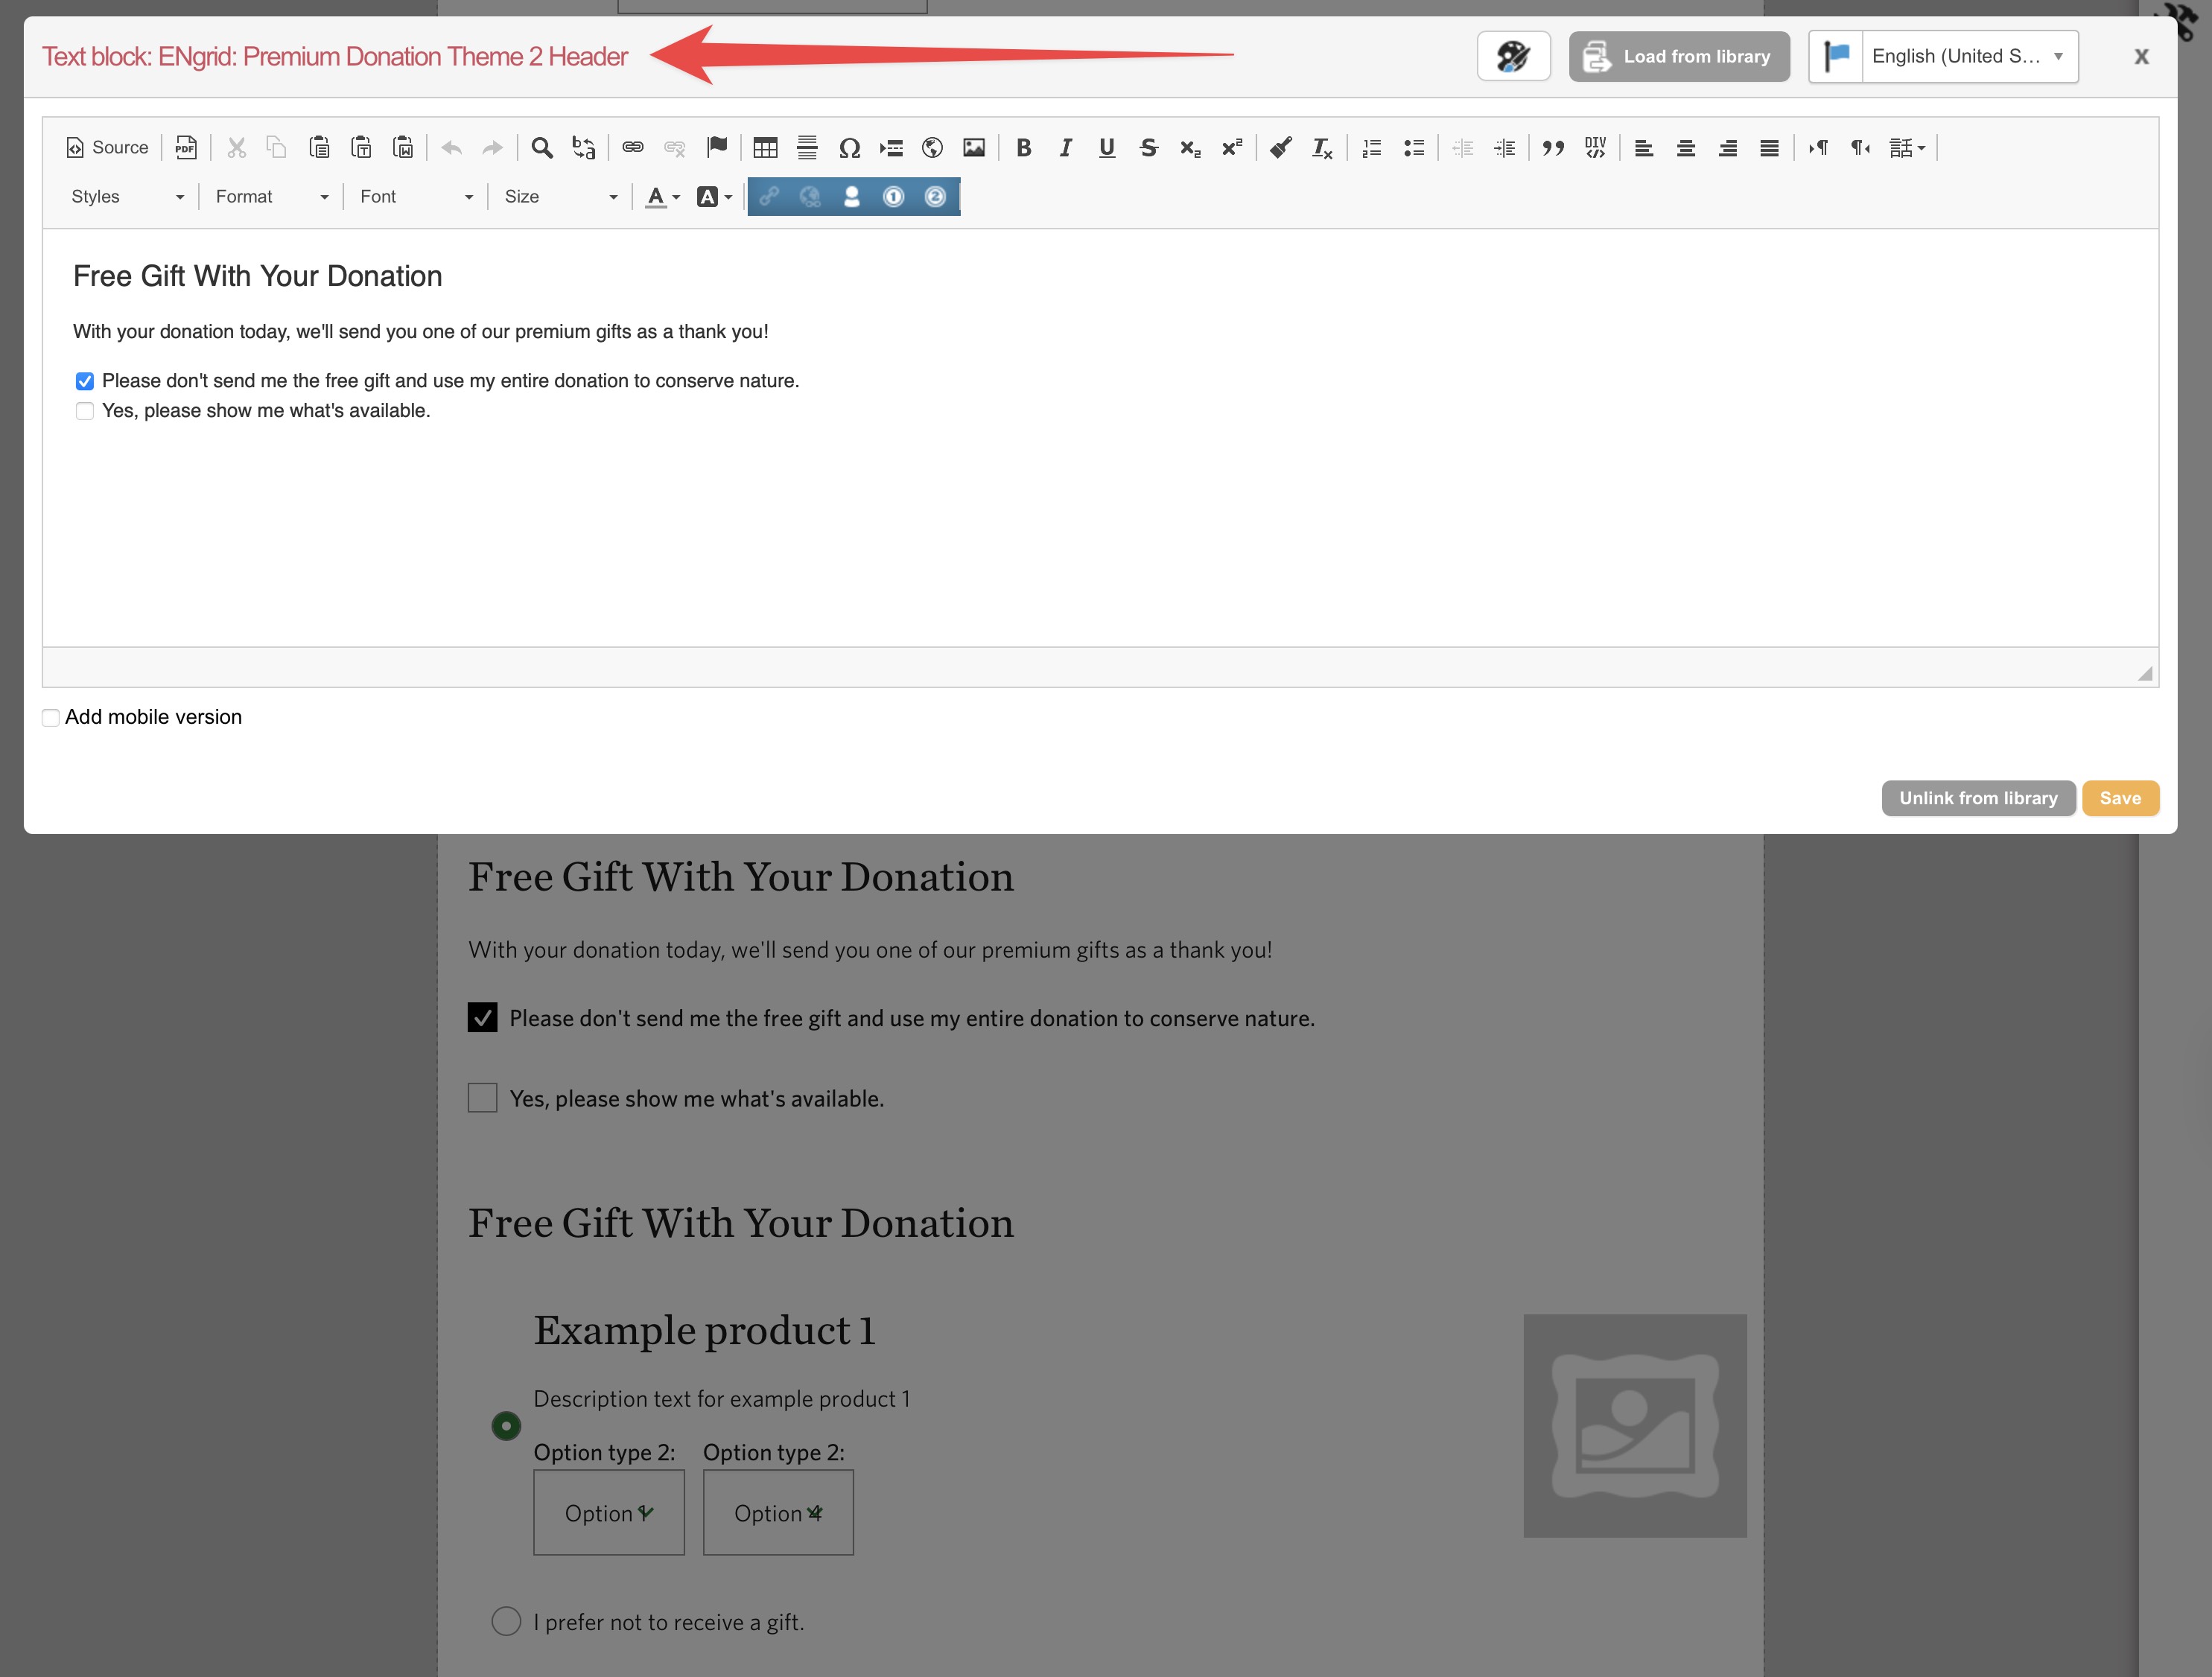 Text block: ENgrid: Premium Donation Theme 2 Header
Load from library
English (United S...
X
Source
PDF
DIV
Styles
Format
Font
Size
Free Gift With Your Donation
With your donation today, we'll send you one of our premium gifts as a thank you!
Please don't send me the free gift and use my entire donation to conserve nature.
Yes, please show me what's available.
Add mobile version
Unlink from library
Save
Free Gift With Your Donation
With your donation today, we'll send you one of our premium gifts as a thank you!
Please don't send me the free gift and use my entire donation to conserve nature.
Yes, please show me what's available.
Free Gift With Your Donation
Example product 1
Description text for example product 1
Option type 2: Option type 2:
Option 1 Option 4
I prefer not to receive a gift.